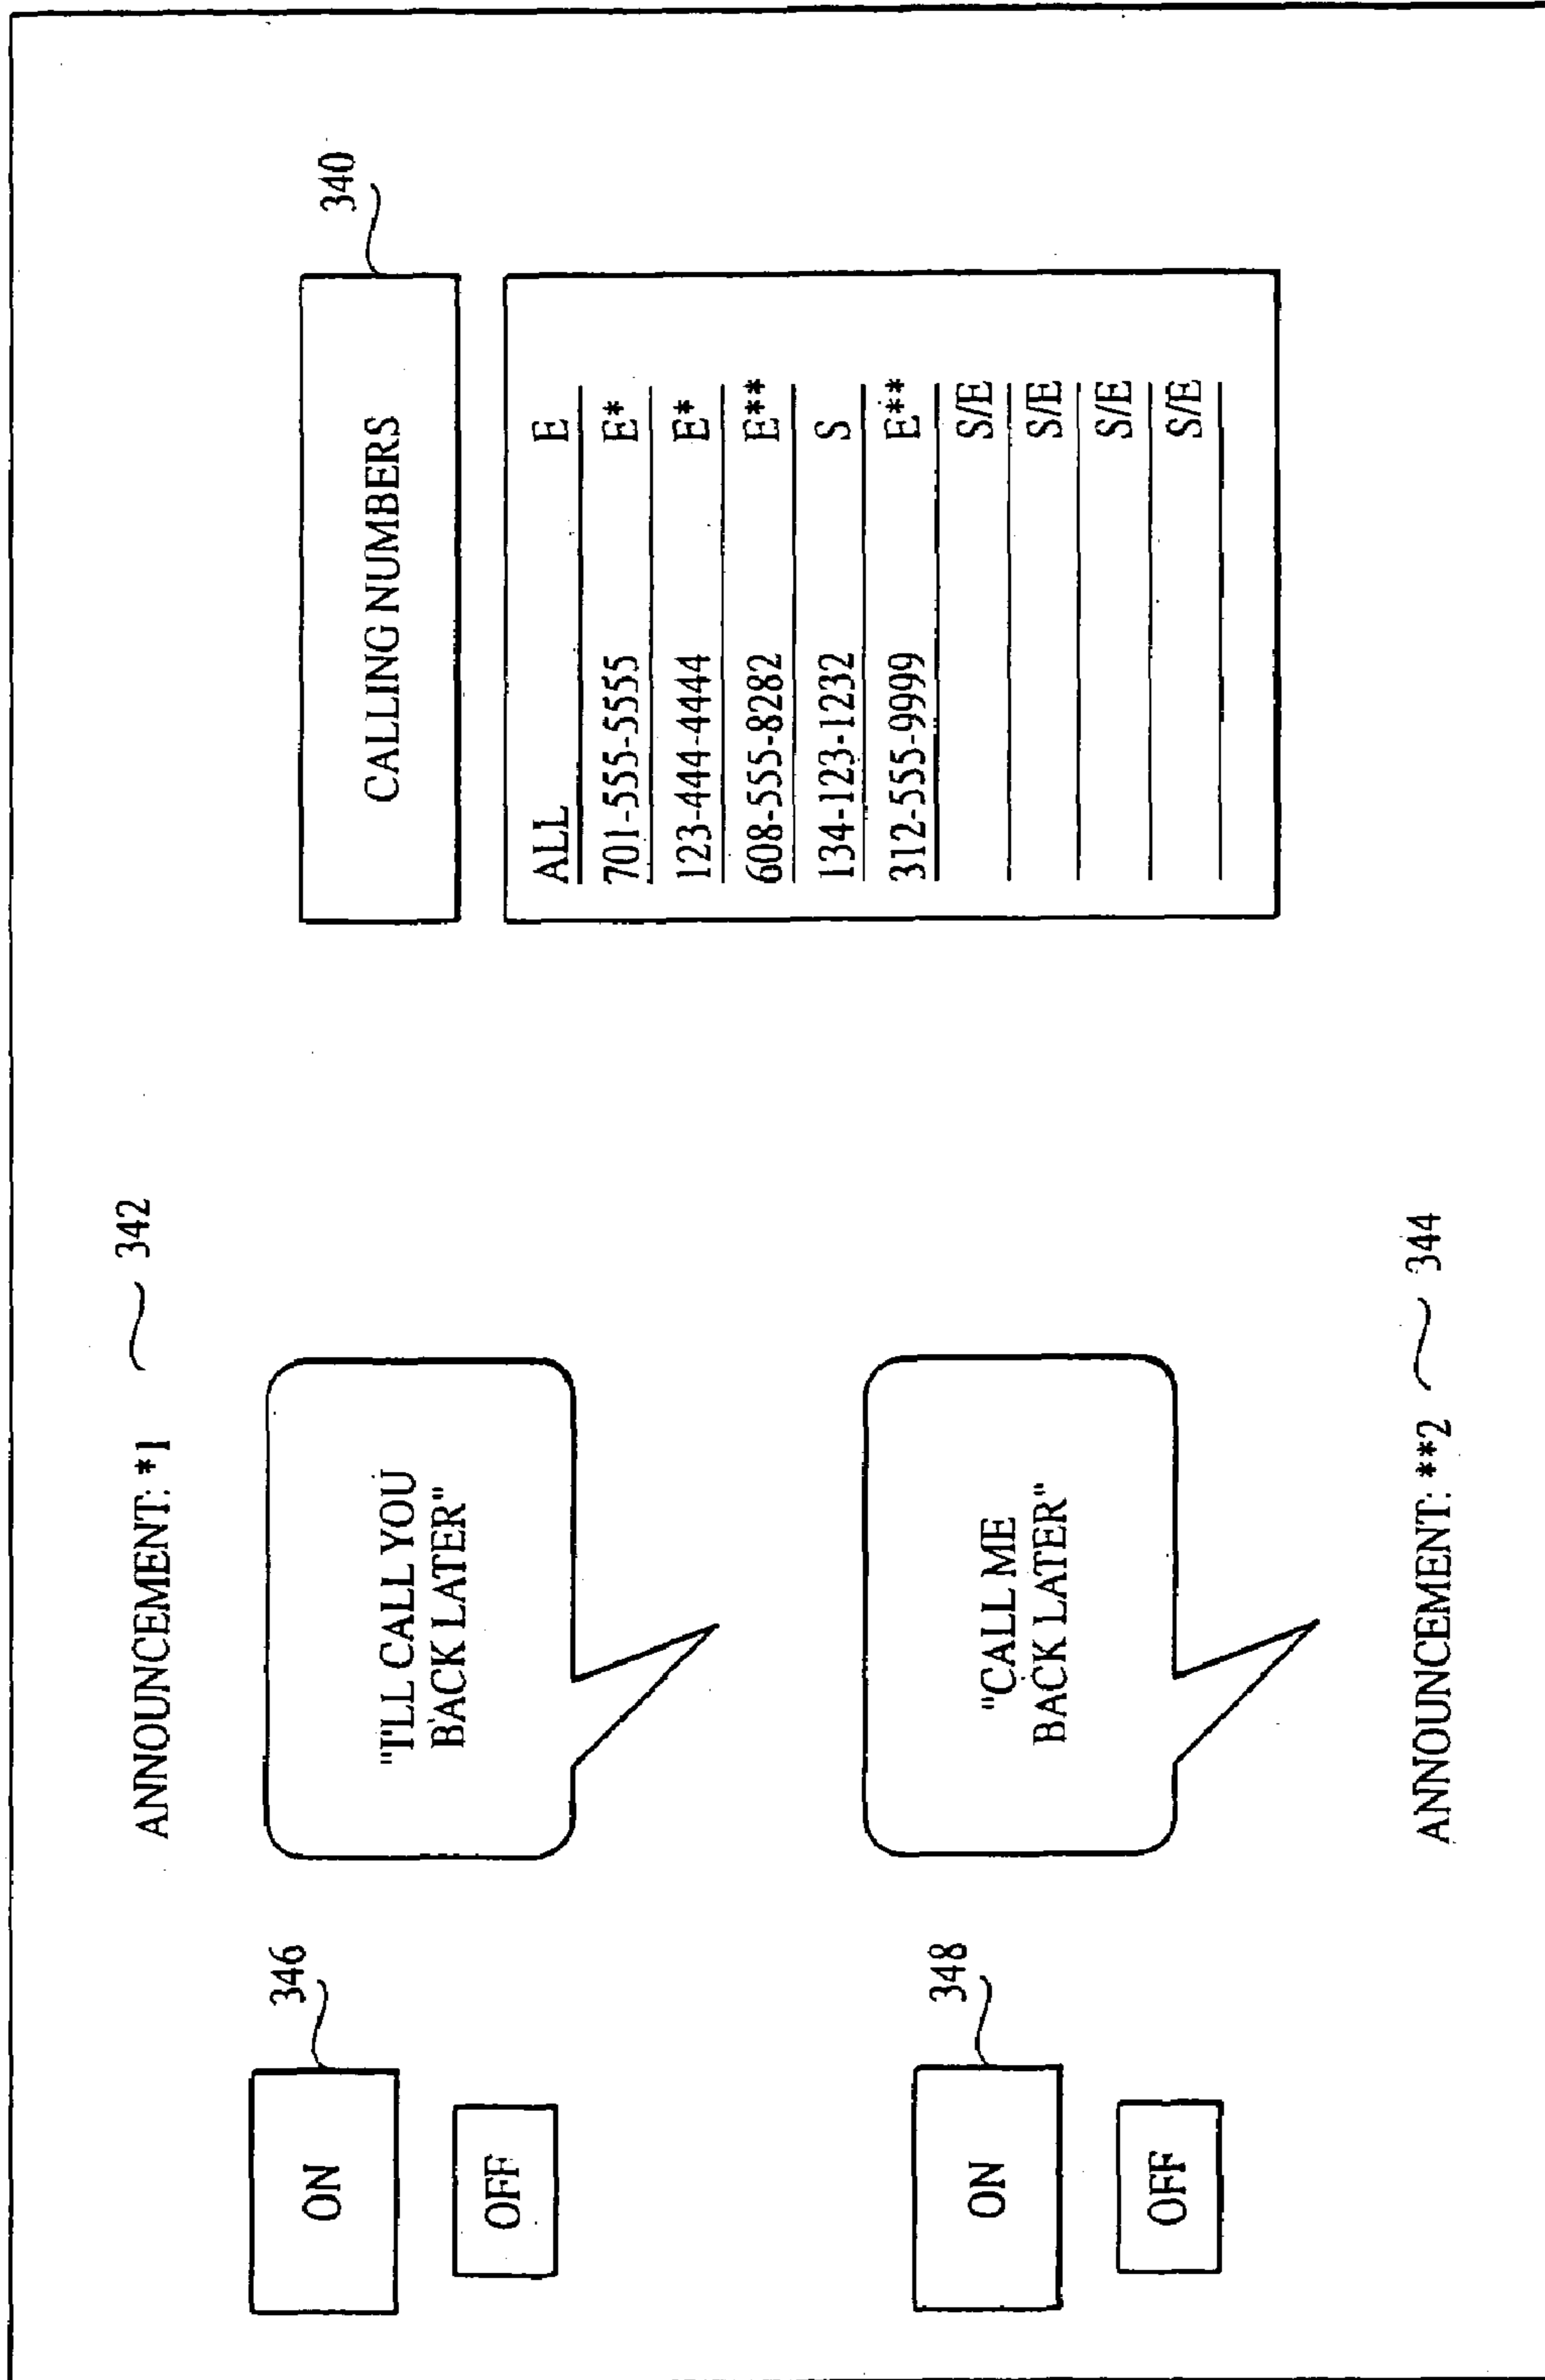 ANNOUNCEMENT: *1 342
346
ON
OFF
"I'LL CALL YOU
BACK LATER"
348
ON
OFF
"CALL ME
BACK LATER"
ANNOUNCEMENT: **2 344
340
CALLING NUMBERS
ALL E
701-555-5555 E*
123-444-4444 E*
608-555-8282 E**
134-123-1232 S
312-555-9999 E**
S/E
S/E
S/E
S/E